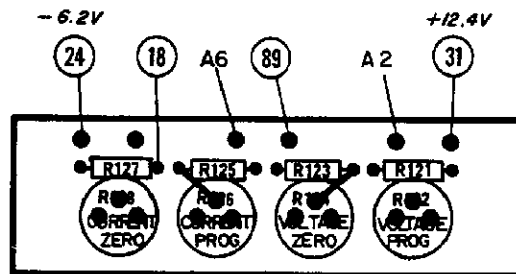 - 6.2V +12.4V
24 18 A6 89 A2 31
R127 R125 R123 R121
CURRENT CURRENT VOLTAGE VOLTAGE
ZERO PROG ZERO PROG